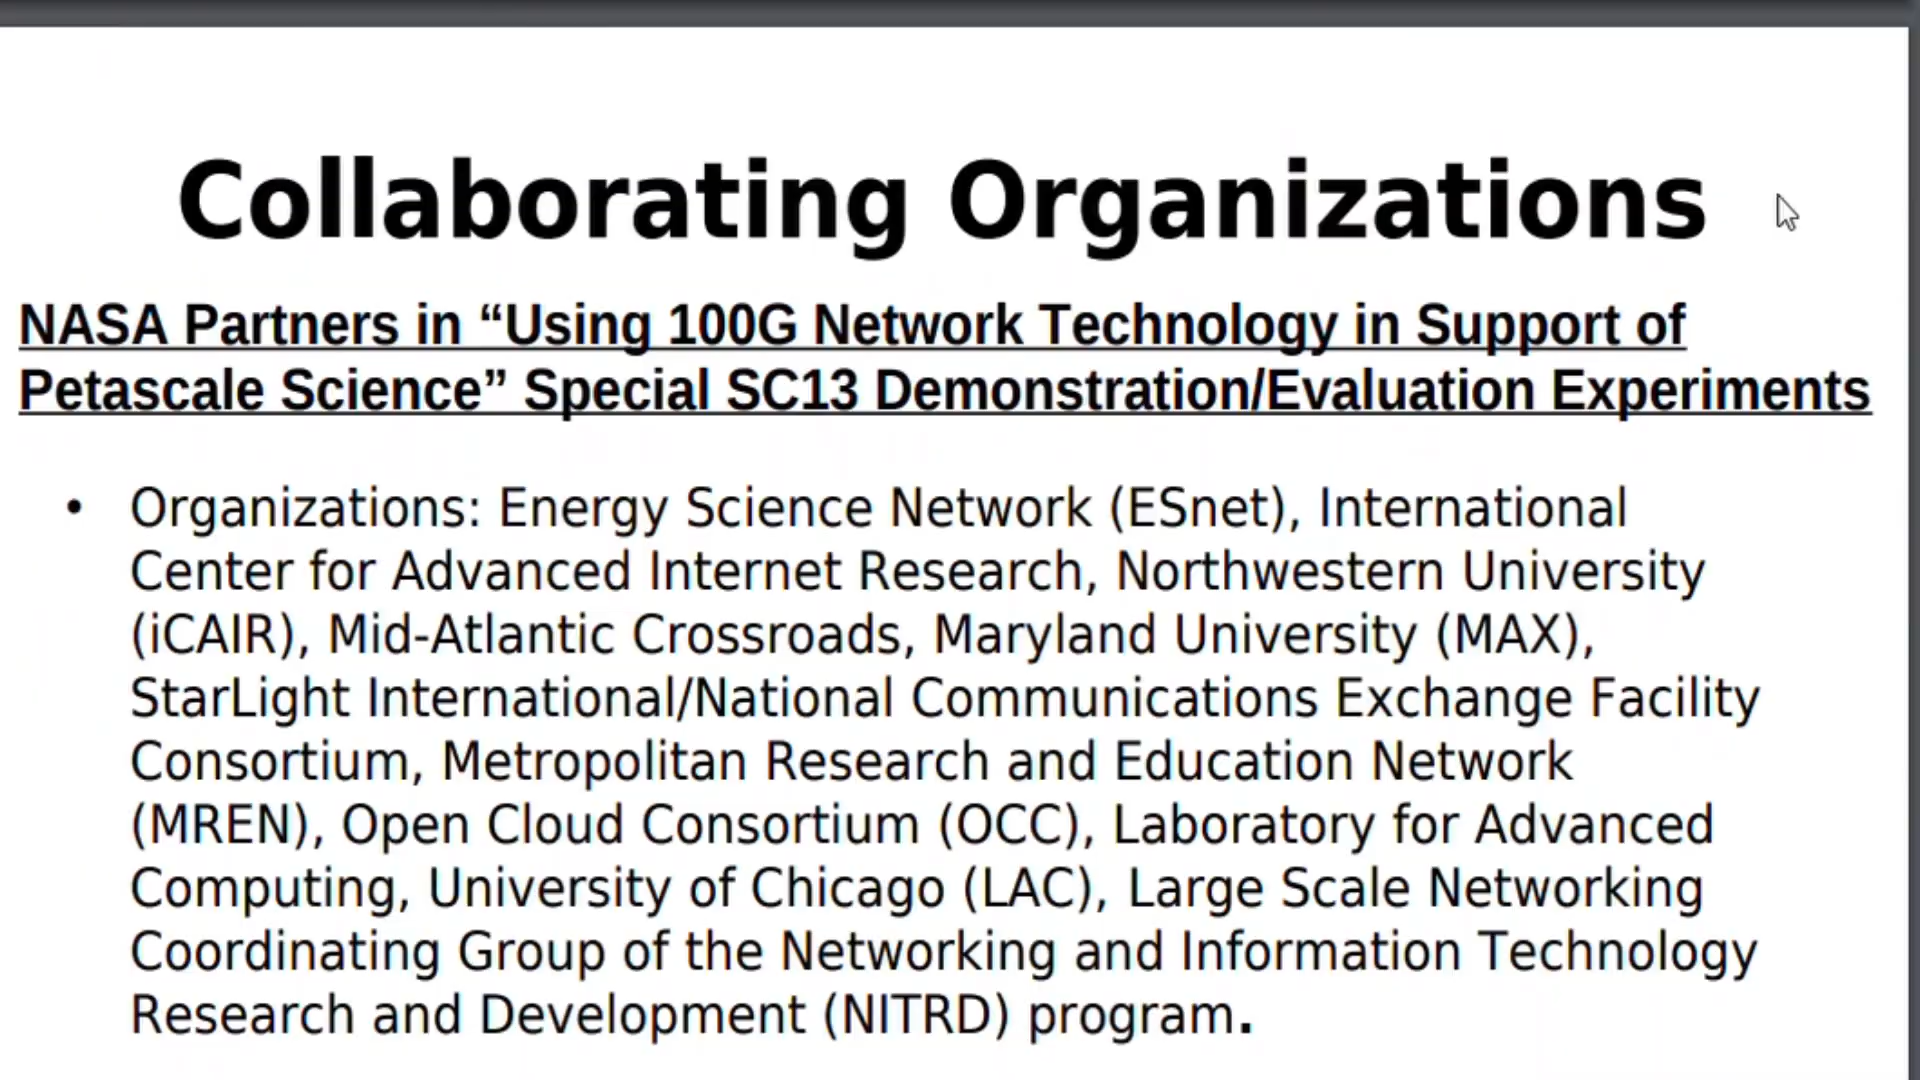 Collaborating Organizations
NASA Partners in “Using 100G Network Technology in Support of
Petascale Science” Special SC13 Demonstration/Evaluation Experiments
• Organizations: Energy Science Network (ESnet), International
Center for Advanced Internet Research, Northwestern University
(iCAIR), Mid-Atlantic Crossroads, Maryland University (MAX),
StarLight International/National Communications Exchange Facility
Consortium, Metropolitan Research and Education Network
(MREN), Open Cloud Consortium (OCC), Laboratory for Advanced
Computing, University of Chicago (LAC), Large Scale Networking
Coordinating Group of the Networking and Information Technology
Research and Development (NITRD) program.